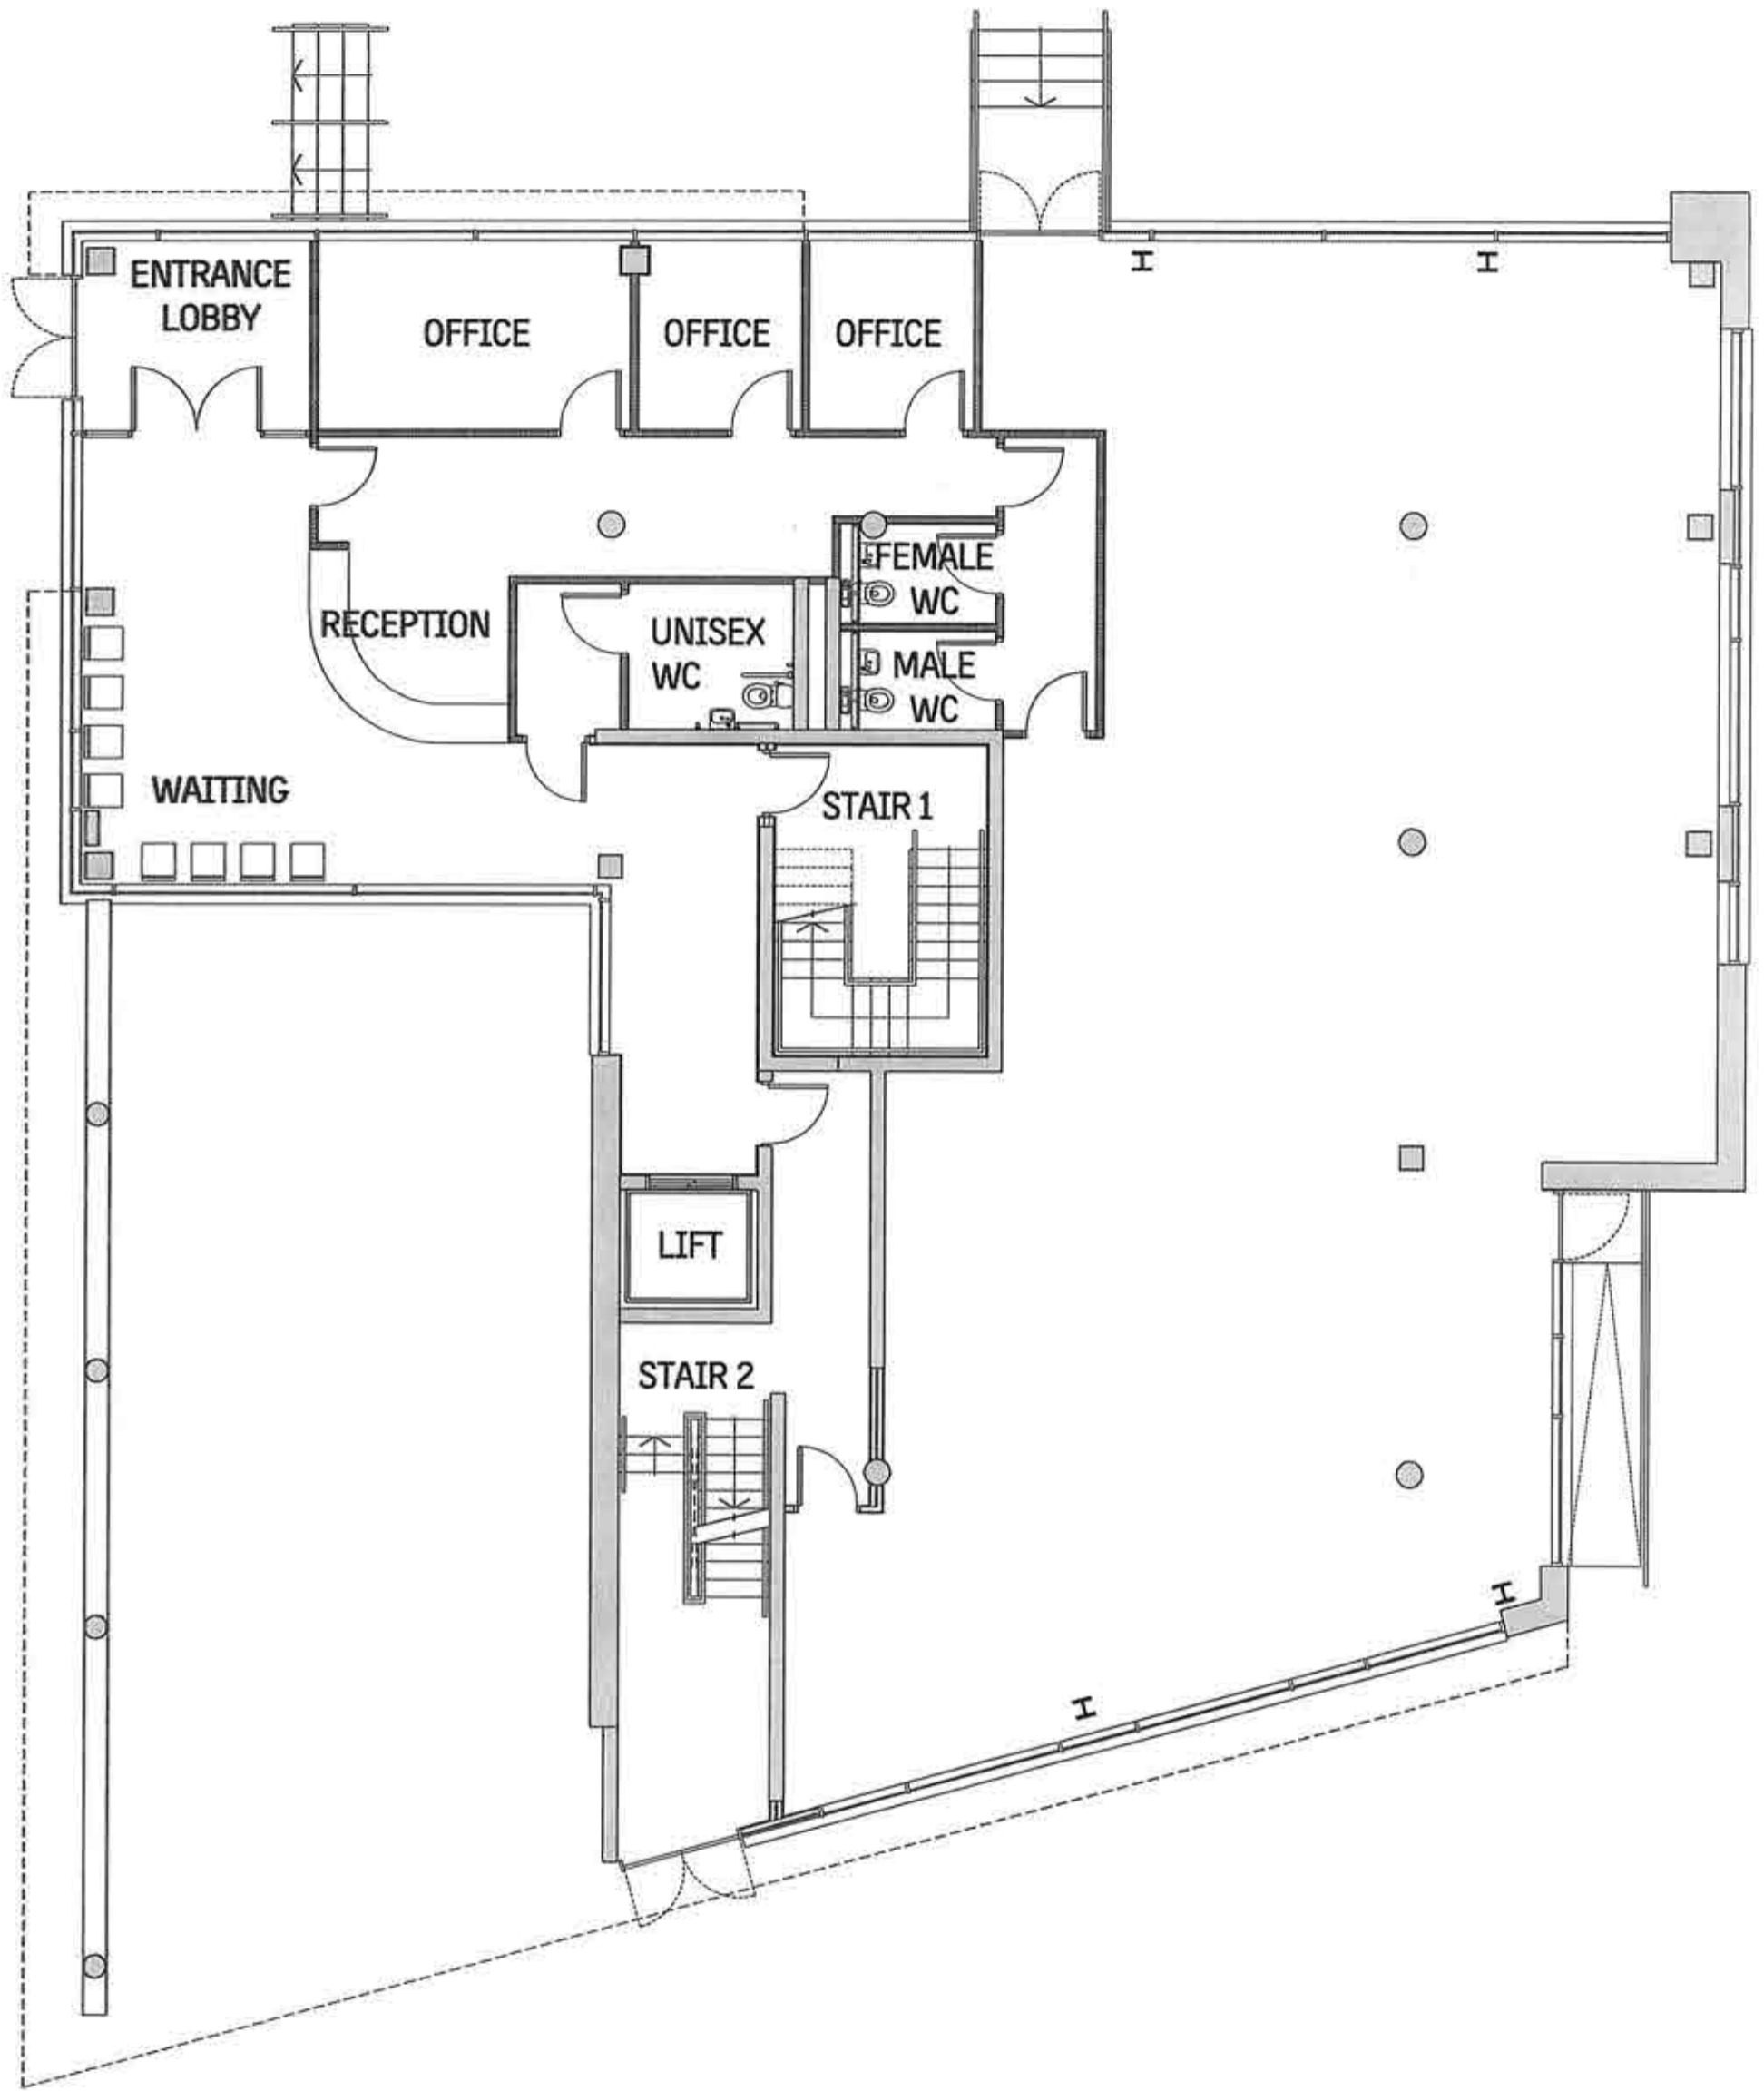 ENTRANCE
LOBBY
OFFICE
OFFICE
OFFICE
FEMALE
WC
RECEPTION
UNISEX
WC
MALE
WC
WAITING
STAIR 1
LIFT
STAIR 2